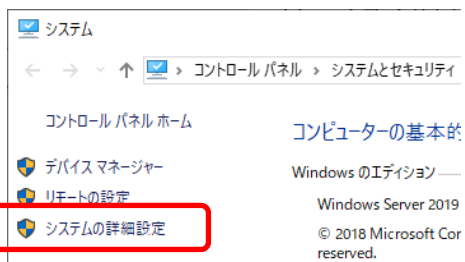 システム
コントロール パネル › システムとセキュリティ
コントロール パネル ホーム
デバイス マネージャー
リモートの設定
システムの詳細設定
コンピューターの基本的
Windows のエディション
Windows Server 2019
© 2018 Microsoft Cor
reserved.